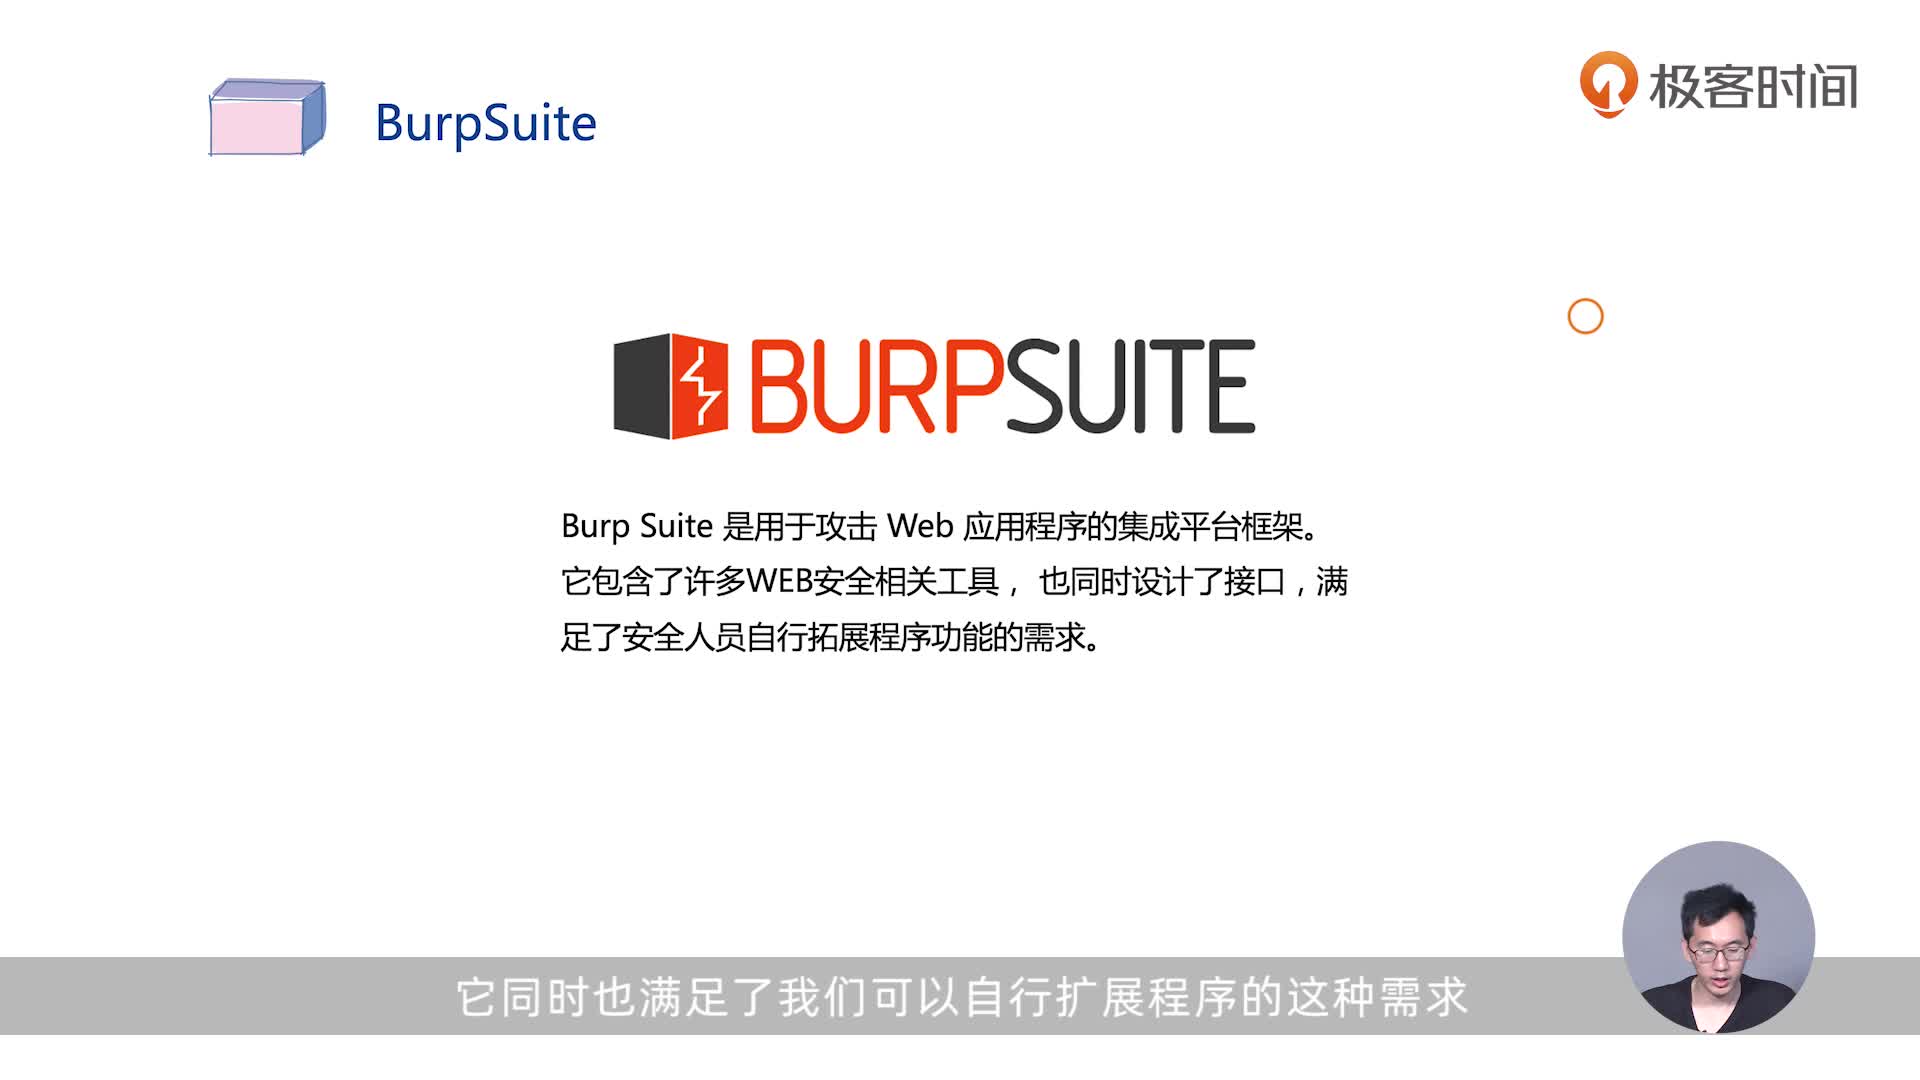 BurpSuite
极客时间
BURPSUITE
Burp Suite 是用于攻击 Web 应用程序的集成平台框架。
它包含了许多WEB安全相关工具， 也同时设计了接口，满
足了安全人员自行拓展程序功能的需求。
它同时也满足了我们可以自行扩展程序的这种需求